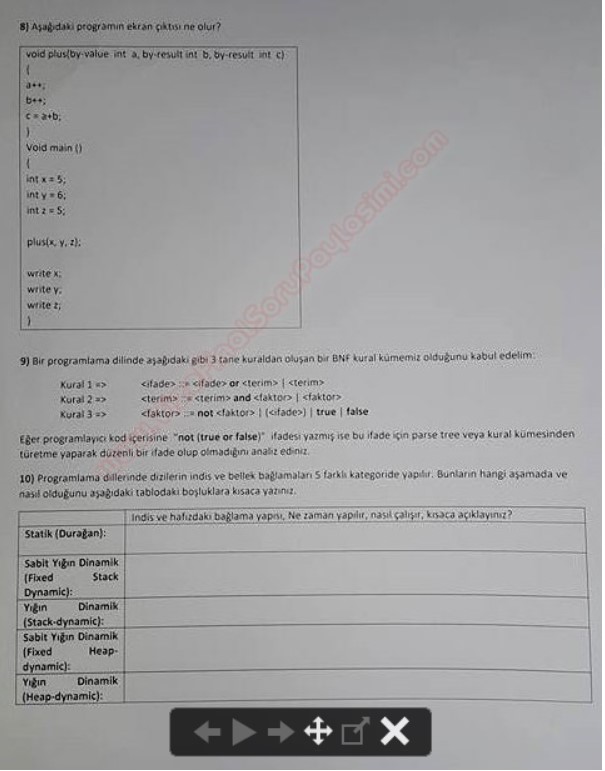 8) Aşağıdaki programın ekran çıktısı ne olur?
void plus(by-value int a, by-result int b, by-result int c)
{
a++;
b++;
c = a+b;
}
Void main ()
{
int x = 5;
int y = 6;
int z = 5;
plus(x, y, z);
write x;
write y;
write z;
}
9) Bir programlama dilinde aşağıdaki gibi 3 tane kuraldan oluşan bir BNF kural kümemiz olduğunu kabul edelim:
Kural 1 => <ifade> ::= <ifade> or <terim> | <terim>
Kural 2 => <terim> ::= <terim> and <faktor> | <faktor>
Kural 3 => <faktor> ::= not <faktor> | (<ifade>) | true | false
Eğer programlayıcı kod içerisine "not (true or false)" ifadesi yazmış ise bu ifade için parse tree veya kural kümesinden
türetme yaparak düzenli bir ifade olup olmadığını analiz ediniz.
10) Programlama dillerinde dizilerin indis ve bellek bağlamaları 5 farklı kategoride yapılır. Bunların hangi aşamada ve
nasıl olduğunu aşağıdaki tablodaki boşluklara kısaca yazınız.
İndis ve hafızdaki bağlama yapısı, Ne zaman yapılır, nasıl çalışır, kısaca açıklayınız?
Statik (Durağan):
Sabit Yığın Dinamik
(Fixed Stack
Dynamic):
Yığın Dinamik
(Stack-dynamic):
Sabit Yığın Dinamik
(Fixed Heap-
dynamic):
Yığın Dinamik
(Heap-dynamic):